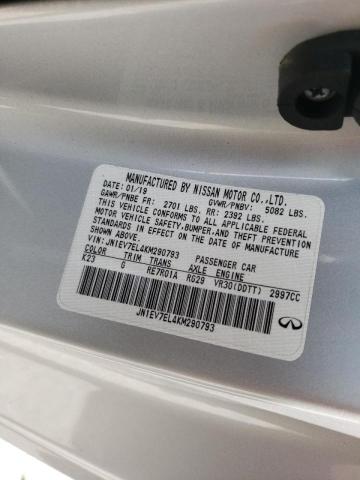 MANUFACTURED BY NISSAN MOTOR CO.,LTD.
DATE: 01/19 GVWR/PNBV: 5082 LBS.
GAWR/PNBE FR: 2701 LBS. RR: 2392 LBS.
THIS VEHICLE CONFORMS TO ALL APPLICABLE FEDERAL
MOTOR VEHICLE SAFETY,BUMPER,AND THEFT PREVENTION
STANDARDS IN EFFECT ON THE DATE OF MANUFACTURE
SHOWN ABOVE.
VIN: JN1EV7EL4KM290793 PASSENGER CAR
COLOR TRIM TRANS AXLE ENGINE
K23 G RE7R01A RG29 VR30(DDTT) 2997CC
JN1EV7EL4KM290793